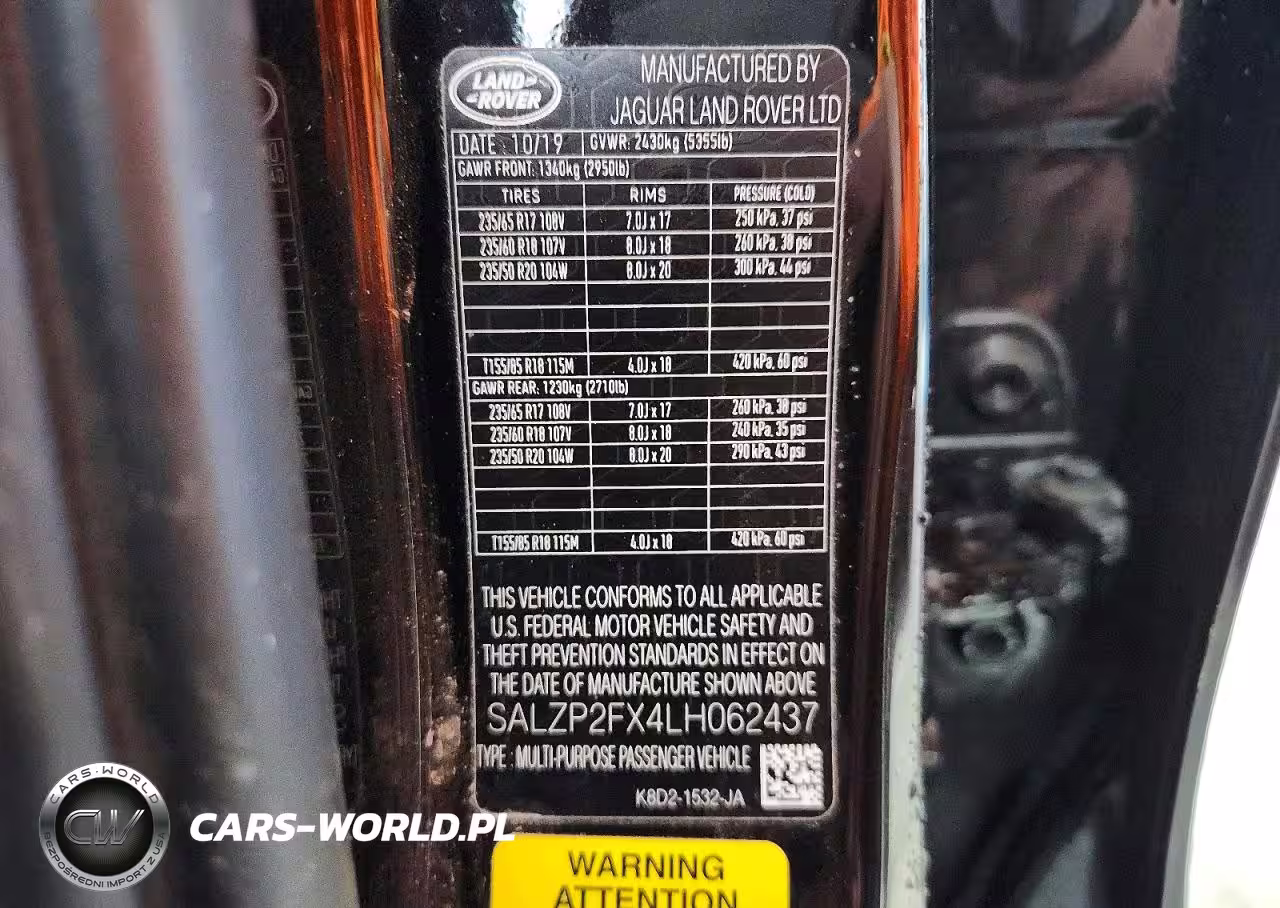 LAND
ROVER
MANUFACTURED BY
JAGUAR LAND ROVER LTD
DATE : 10/19 GVWR: 2430kg (5355lb)
GAWR FRONT: 1340kg (2950lb)
TIRES RIMS PRESSURE (COLD)
235/65 R17 108V 7.0J x 17 250 kPa, 37 psi
235/60 R18 107V 8.0J x 18 260 kPa, 38 psi
235/50 R20 104W 8.0J x 20 300 kPa, 44 psi
T155/85 R18 115M 4.0J x 18 420 kPa, 60 psi
GAWR REAR: 1230kg (2710lb)
235/65 R17 108V 7.0J x 17 260 kPa, 38 psi
235/60 R18 107V 8.0J x 18 240 kPa, 35 psi
235/50 R20 104W 8.0J x 20 290 kPa, 43 psi
T155/85 R18 115M 4.0J x 18 420 kPa, 60 psi
THIS VEHICLE CONFORMS TO ALL APPLICABLE
U.S. FEDERAL MOTOR VEHICLE SAFETY AND
THEFT PREVENTION STANDARDS IN EFFECT ON
THE DATE OF MANUFACTURE SHOWN ABOVE
SALZP2FX4LH062437
TYPE : MULTI-PURPOSE PASSENGER VEHICLE
K8D2-1532-JA
WARNING
ATTENTION
CARS-WORLD
CW
BEZPOŚREDNI IMPORT Z USA
CARS-WORLD.PL